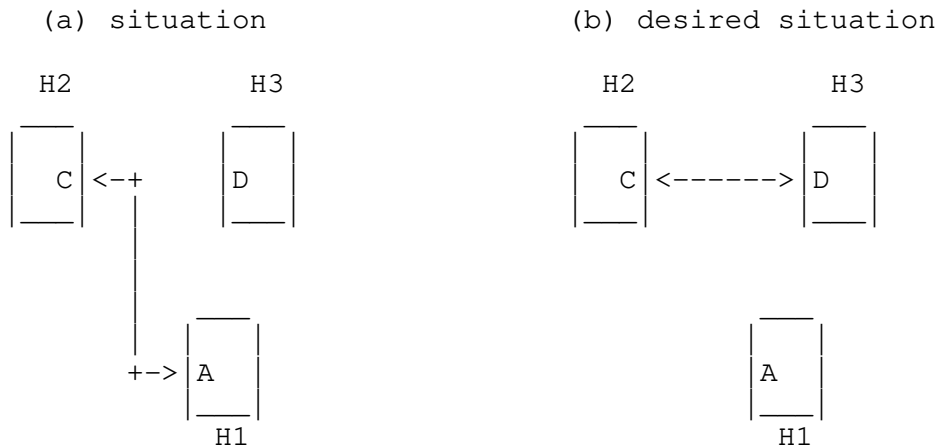 (a) situation (b) desired situation
H2 H3 H2 H3
C D C D
A A
H1 H1